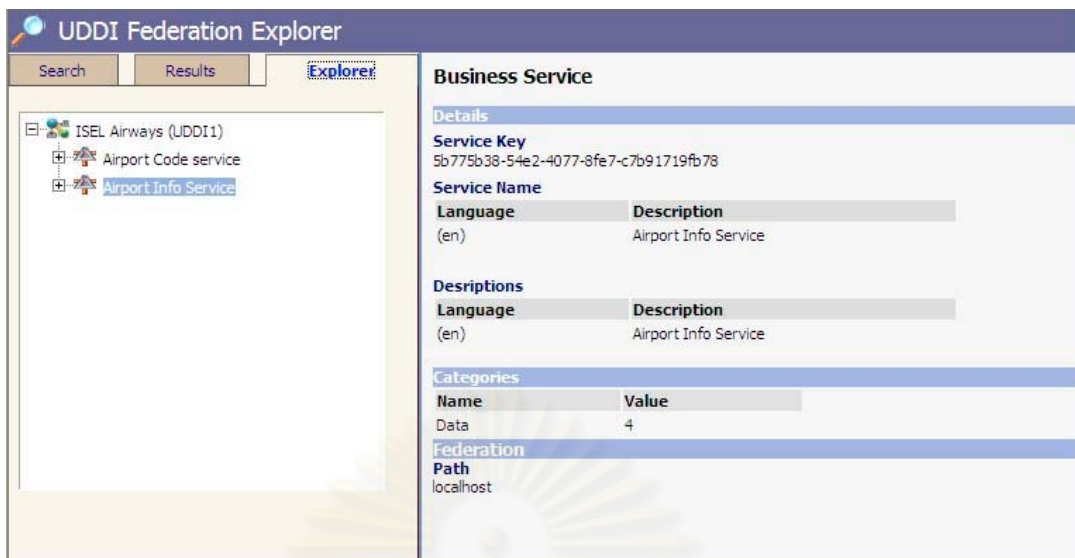 UDDI Federation Explorer
Search Results Explorer
ISEL Airways (UDDI1)
Airport Code service
Airport Info Service
Business Service
Details
Service Key
5b775b38-54e2-4077-8fe7-c7b91719fb78
Service Name
Language Description
(en) Airport Info Service
Desriptions
Language Description
(en) Airport Info Service
Categories
Name Value
Data 4
Federation
Path
localhost